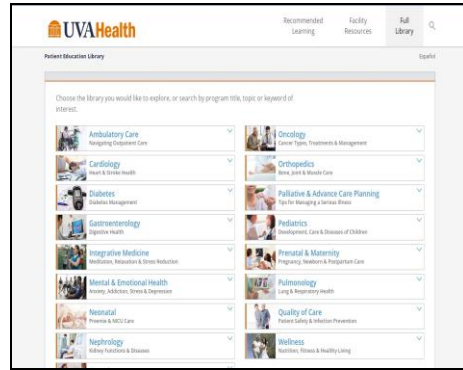 UVAHealth
Recommended Learning
Facility Resources
Full Library
Patient Education Library
Español
Choose the library you would like to explore, or search by program title, topic or keyword of
interest.
Ambulatory Care
Navigating Outpatient Care
Cardiology
Heart & Stroke Health
Diabetes
Diabetes Management
Gastroenterology
Digestive Health
Integrative Medicine
Meditation, Relaxation & Stress Reduction
Mental & Emotional Health
Anxiety, Addiction, Stress & Depression
Neonatal
Preemie & NICU Care
Nephrology
Kidney Functions & Diseases
Oncology
Cancer Types, Treatments & Management
Orthopedics
Bone, Joint & Muscle Care
Palliative & Advance Care Planning
Tips for Managing a Serious Illness
Pediatrics
Development, Care & Diseases of Children
Prenatal & Maternity
Pregnancy, Newborn & Postpartum Care
Pulmonology
Lung & Respiratory Health
Quality of Care
Patient Safety & Infection Prevention
Wellness
Nutrition, Fitness & Healthy Living